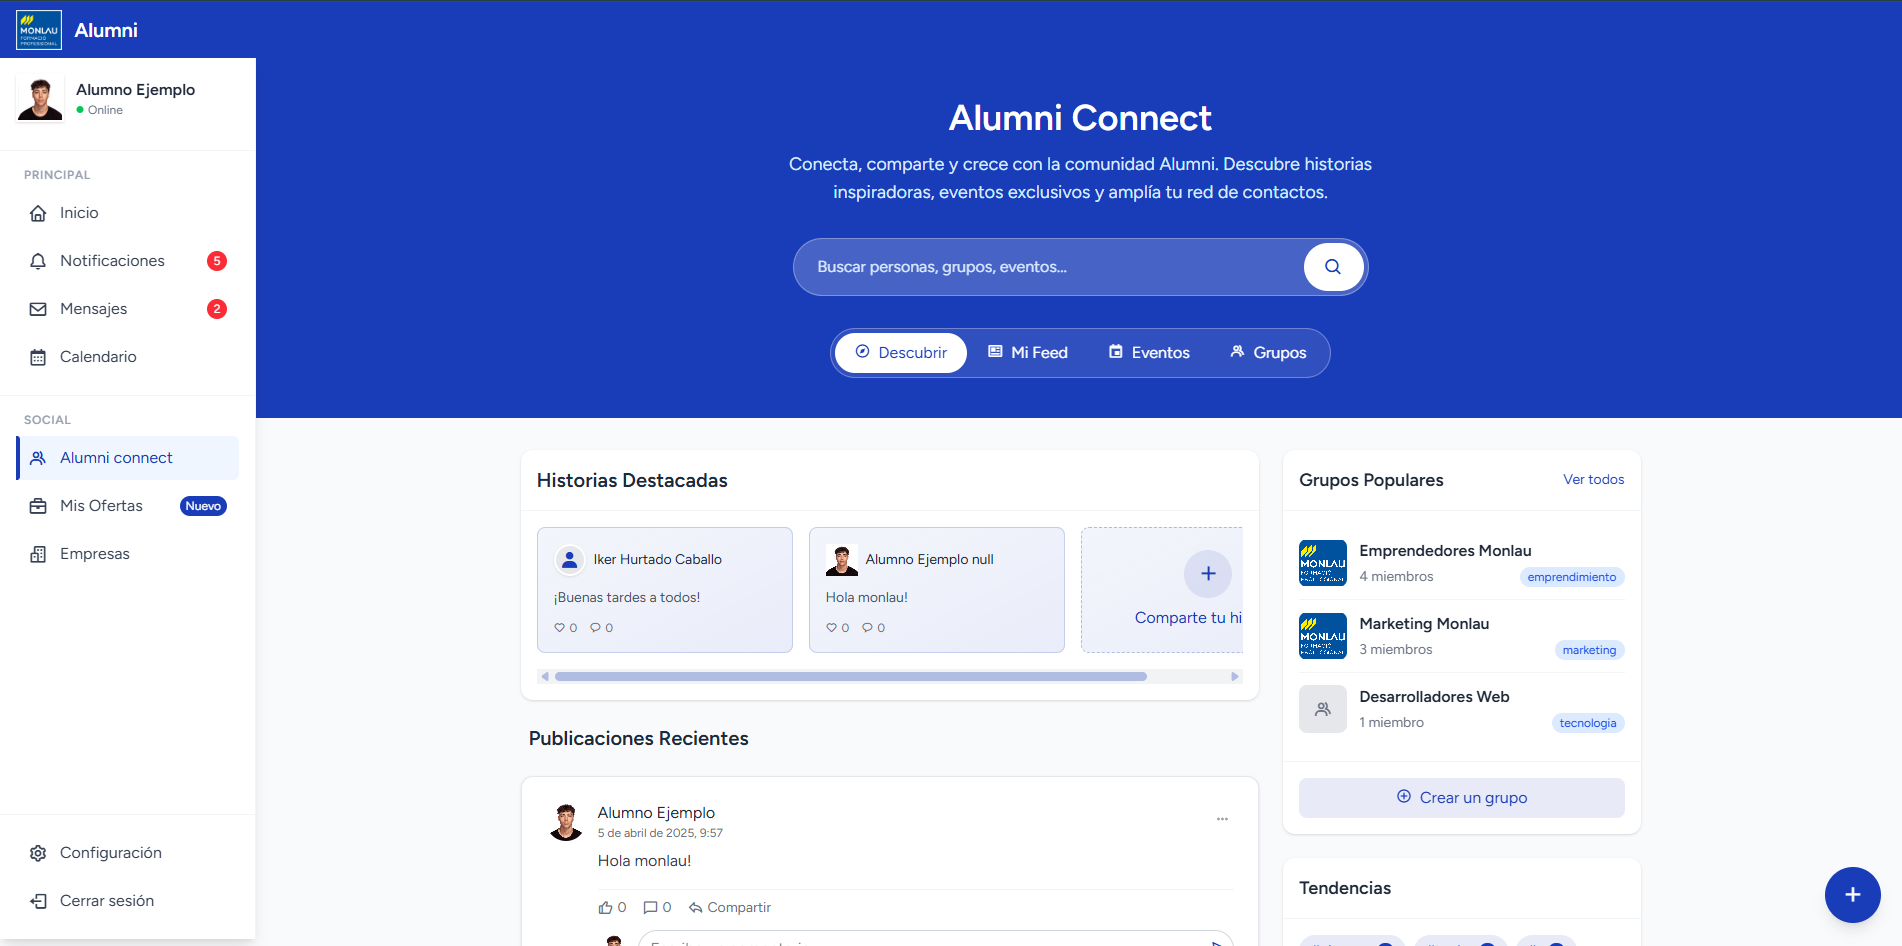 MONLAU
FORMACIÓ
PROFESSIONAL
Alumni
Alumno Ejemplo
Online
PRINCIPAL
Inicio
Notificaciones 5
Mensajes 2
Calendario
SOCIAL
Alumni connect
Mis Ofertas Nuevo
Empresas
Configuración
Cerrar sesión
Alumni Connect
Conecta, comparte y crece con la comunidad Alumni. Descubre historias
inspiradoras, eventos exclusivos y amplía tu red de contactos.
Buscar personas, grupos, eventos...
Descubrir Mi Feed Eventos Grupos
Historias Destacadas
Iker Hurtado Caballo
¡Buenas tardes a todos!
0 0
Alumno Ejemplo null
Hola monlau!
0 0
Comparte tu hi
Publicaciones Recientes
Alumno Ejemplo
5 de abril de 2025, 9:57
Hola monlau!
0 0 Compartir
Grupos Populares Ver todos
MONLAU
Emprendedores Monlau
4 miembros emprendimiento
MONLAU
Marketing Monlau
3 miembros marketing
Desarrolladores Web
1 miembro tecnologia
Crear un grupo
Tendencias